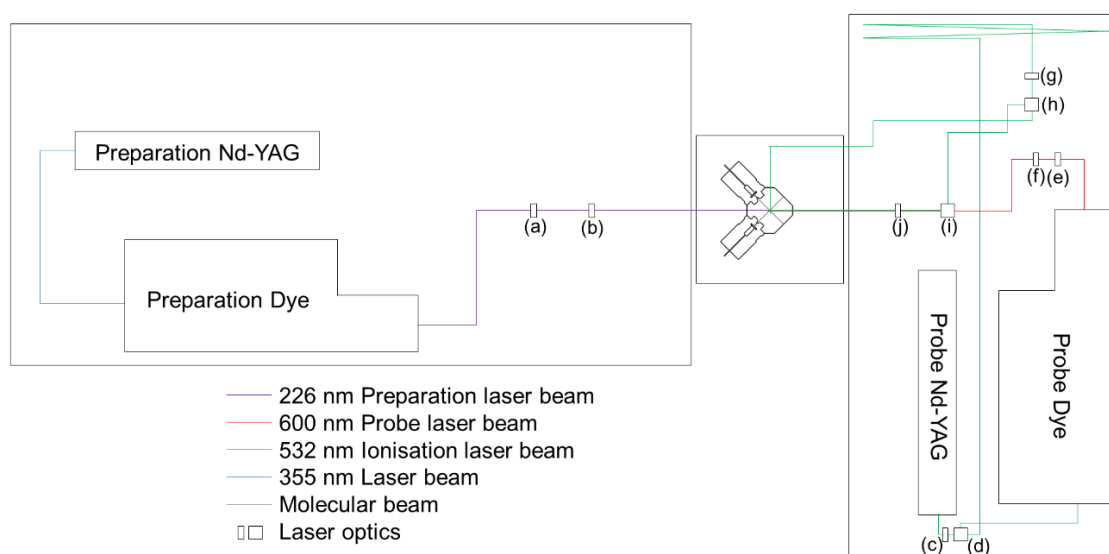 (g)
(h)
Preparation Nd-YAG
(f) (e)
(a) (b) (j) (i)
Preparation Dye
Probe Nd-YAG
Probe Dye
226 nm Preparation laser beam
600 nm Probe laser beam
532 nm Ionisation laser beam
355 nm Laser beam
Molecular beam
Laser optics
(c) (d)